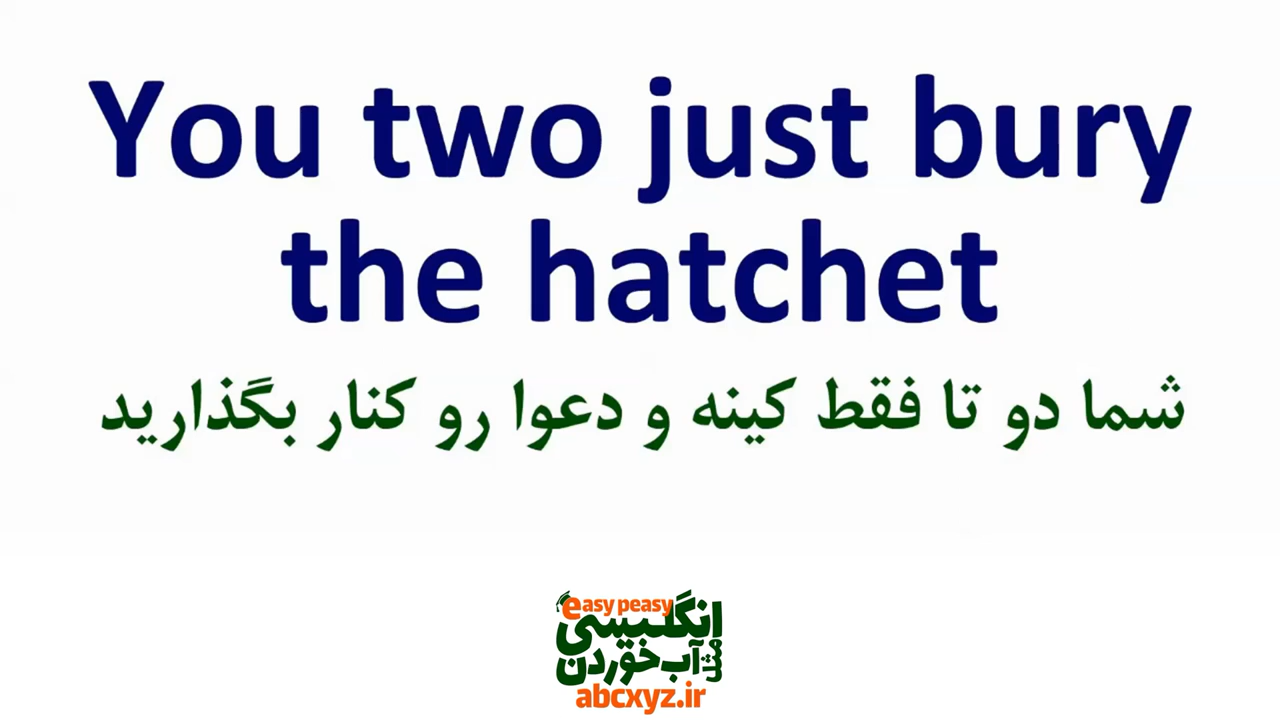 You two just bury
the hatchet
شما دو تا فقط کینه و دعوا رو کنار بگذارید
easy peasy
انگلیسی
مثل آب خوردن
abcxyz.ir